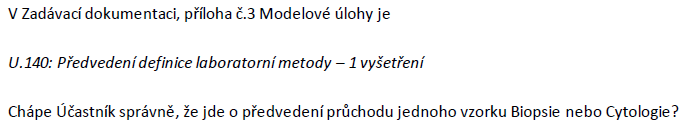 V Zadávací dokumentaci, příloha č.3 Modelové úlohy je
U.140: Předvedení definice laboratorní metody – 1 vyšetření
Chápe Účastník správně, že jde o předvedení průchodu jednoho vzorku Biopsie nebo Cytologie?